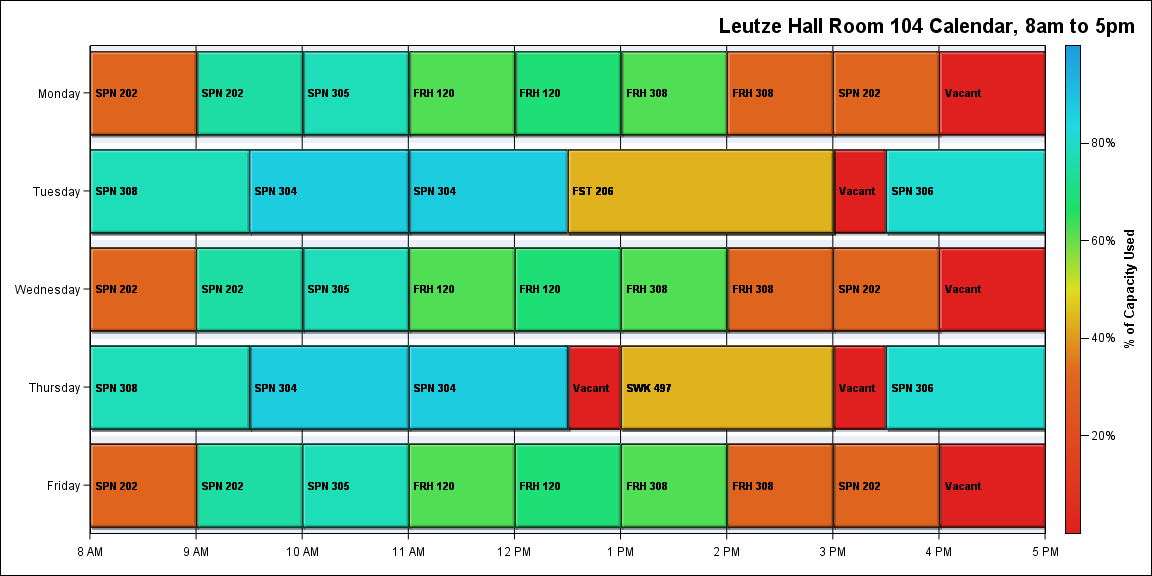 Leutze Hall Room 104 Calendar, 8am to 5pm
Monday
SPN 202
SPN 202
SPN 305
FRH 120
FRH 120
FRH 308
FRH 308
SPN 202
Vacant
Tuesday
SPN 308
SPN 304
SPN 304
FST 206
Vacant
SPN 306
Wednesday
SPN 202
SPN 202
SPN 305
FRH 120
FRH 120
FRH 308
FRH 308
SPN 202
Vacant
Thursday
SPN 308
SPN 304
SPN 304
Vacant
SWK 497
Vacant
SPN 306
Friday
SPN 202
SPN 202
SPN 305
FRH 120
FRH 120
FRH 308
FRH 308
SPN 202
Vacant
8 AM
9 AM
10 AM
11 AM
12 PM
1 PM
2 PM
3 PM
4 PM
5 PM
80%
60%
40%
20%
% of Capacity Used